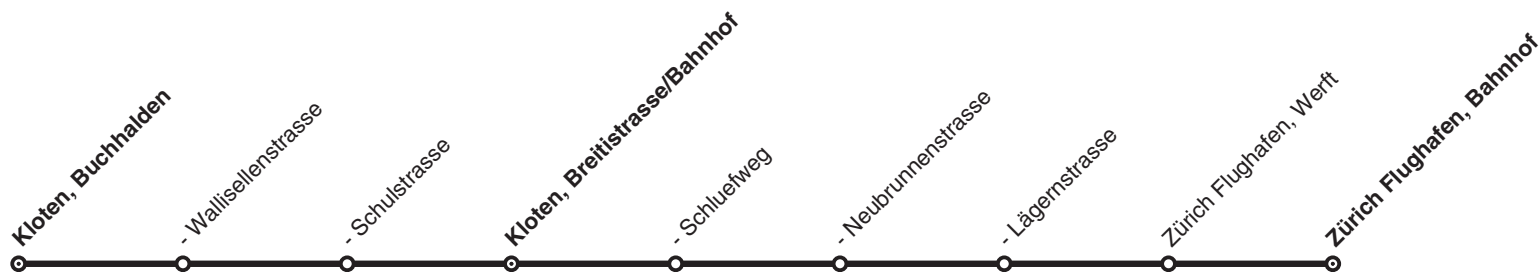 Kloten, Buchhalden
- Wallisellenstrasse
- Schulstrasse
Kloten, Breitistrasse/Bahnhof
- Schluefweg
- Neubrunnenstrasse
- Lägernstrasse
Zürich Flughafen, Werft
Zürich Flughafen, Bahnhof